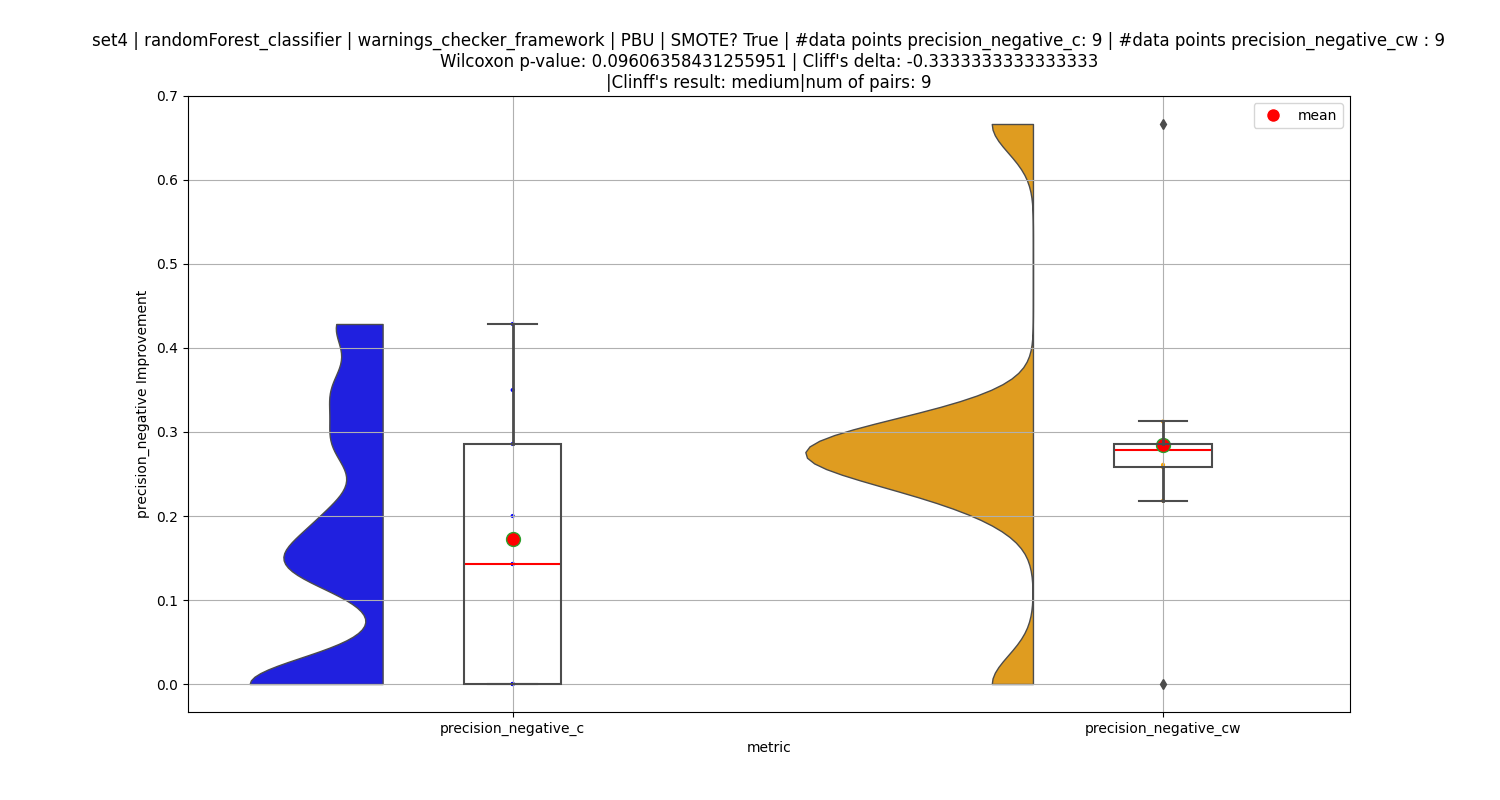 set4 | randomForest_classifier | warnings_checker_framework | PBU | SMOTE? True | #data points precision_negative_c: 9 | #data points precision_negative_cw : 9
Wilcoxon p-value: 0.09606358431255951 | Cliff's delta: -0.3333333333333333
|Clinff's result: medium|num of pairs: 9
mean
0.7
0.6
0.5
0.4
0.3
0.2
0.1
0.0
precision_negative Improvement
precision_negative_c
precision_negative_cw
metric